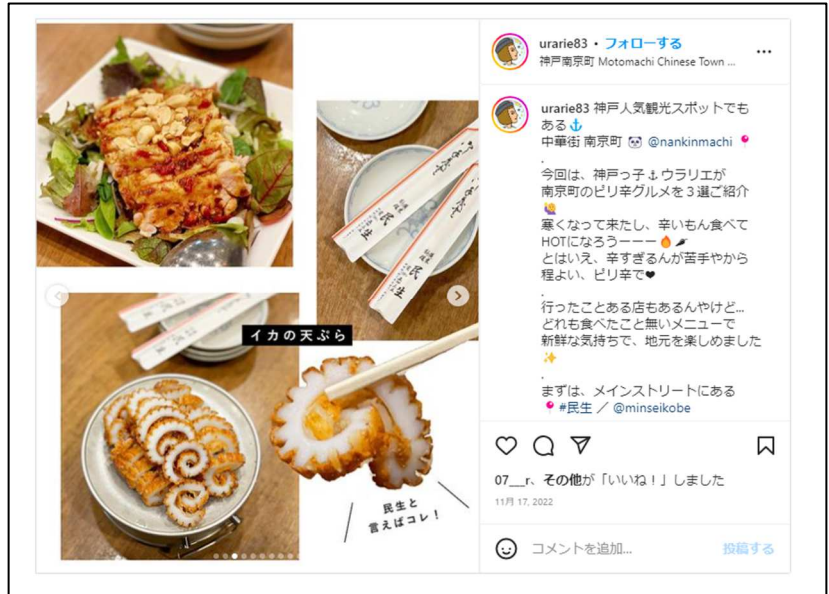 urarie83 • フォローする
神戸南京町 Motomachi Chinese Town ...
urarie83 神戸人気観光スポットでも
ある⚓
中華街 南京町 🐼 @nankinmachi 📍
.
今回は、神戸っ子⚓ウラリエが
南京町のピリ辛グルメを3選ご紹介
🙋
寒くなって来たし、辛いもん食べて
HOTになろうーーー🔥🌶
とはいえ、辛すぎるんが苦手やから
程よい、ピリ辛で❤
.
行ったことある店もあるんやけど...
どれも食べたこと無いメニューで
新鮮な気持ちで、地元を楽しめました
✨
.
まずは、メインストリートにある
📍#民生 ／ @minseikobe
07___r、その他が「いいね！」しました
11月 17, 2022
コメントを追加...
投稿する
民生
民生
イカの天ぷら
民生と
言えばコレ！